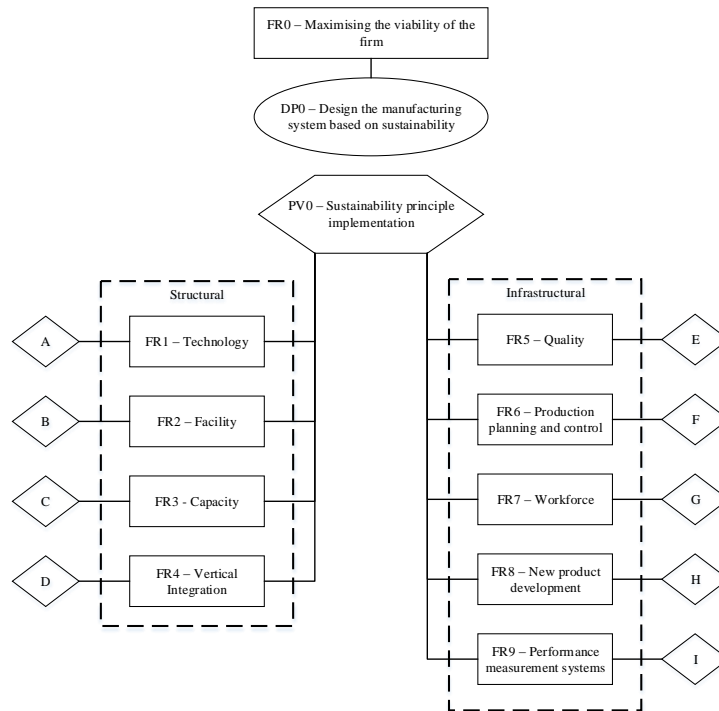 FR0 – Maximising the viability of the
firm
DP0 – Design the manufacturing
system based on sustainability
PV0 – Sustainability principle
implementation
Structural
A
FR1 – Technology
B
FR2 – Facility
C
FR3 - Capacity
D
FR4 – Vertical
Integration
Infrastructural
FR5 – Quality
E
FR6 – Production
planning and control
F
FR7 – Workforce
G
FR8 – New product
development
H
FR9 – Performance
measurement systems
I